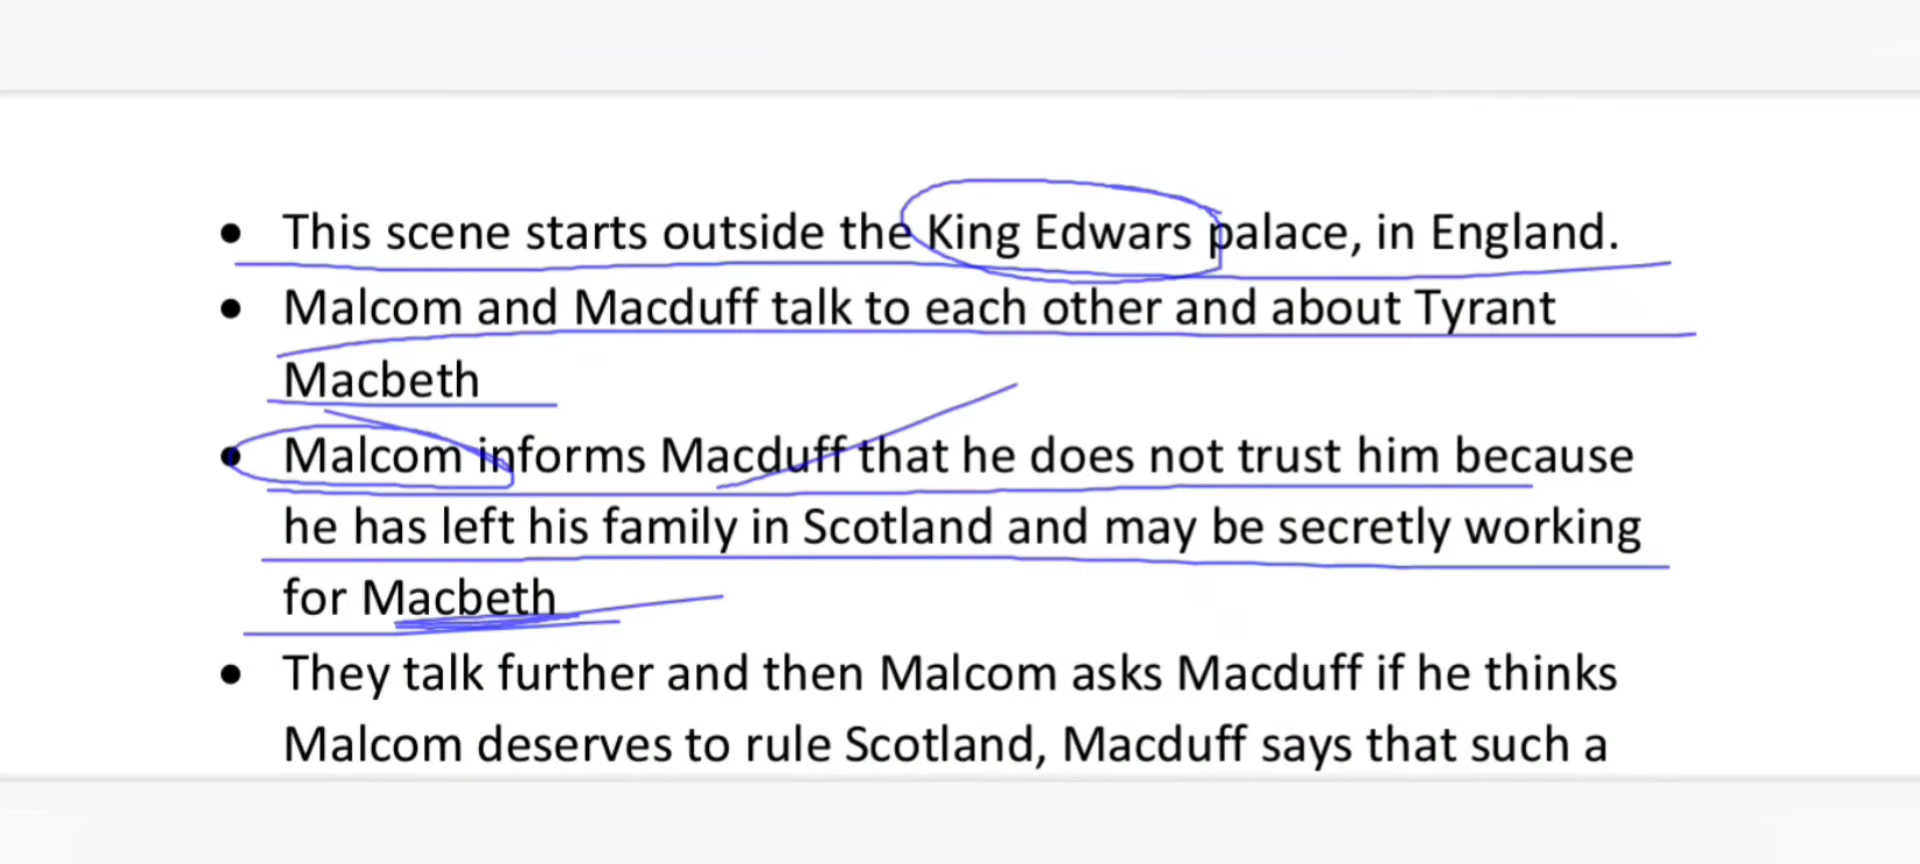 • This scene starts outside the King Edwars palace, in England.
• Malcom and Macduff talk to each other and about Tyrant
Macbeth
• Malcom informs Macduff that he does not trust him because
he has left his family in Scotland and may be secretly working
for Macbeth
• They talk further and then Malcom asks Macduff if he thinks
Malcom deserves to rule Scotland, Macduff says that such a